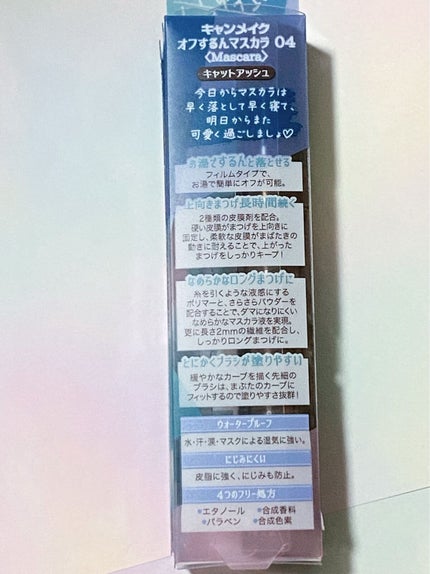 キャンメイク
オフするんマスカラ 04
〈Mascara〉
キャットアッシュ
今日からマスカラは
早く落として早く寝て、
明日からまた
可愛く過ごしましょ♡
お湯でするんと落とせる
フィルムタイプで、
お湯で簡単にオフが可能。
上向きまつげ長時間続く
2種類の皮膜剤を配合。
硬い皮膜がまつげを上向きに
固定し、柔軟な皮膜がまばたきの
動きに耐えることで、上がった
まつげをしっかりキープ!
なめらかなロングまつげに
糸を引くような液感にする
ポリマーと、さらさらパウダーを
配合することで、ダマになりにくい
なめらかなマスカラ液を実現。
更に長さ2mmの繊維を配合し、
しっかりロングまつげに。
とにかくブラシが塗りやすい
緩やかなカーブを描く先細の
ブラシは、まぶたのカーブに
フィットするので塗りやすさ抜群!
ウォータープルーフ
水・汗・涙・マスクによる湿気に強い。
にじみにくい
皮脂に強く、にじみも防止。
4つのフリー処方
●エタノール ●合成香料
●パラベン ●合成色素